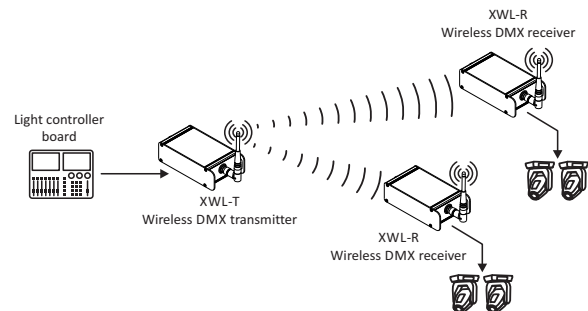 XWL-R
Wireless DMX receiver
Light controller
board
XWL-T
Wireless DMX transmitter
XWL-R
Wireless DMX receiver